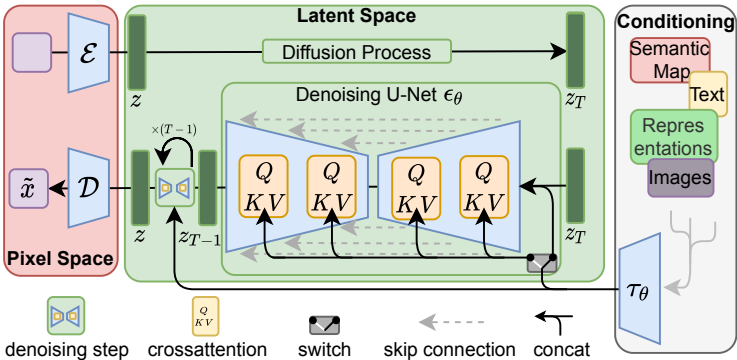 Latent Space
Conditioning
ℰ
Diffusion Process
Semantic
Map
z
z_T
Denoising U-Net ϵ_θ
Text
Repres
entations
×(T−1)
Images
Q
KV
Q
KV
Q
KV
Q
KV
x̃
𝒟
z
z_{T−1}
z_T
Pixel Space
τ_θ
Q
KV
denoising step
crossattention
switch
skip connection
concat